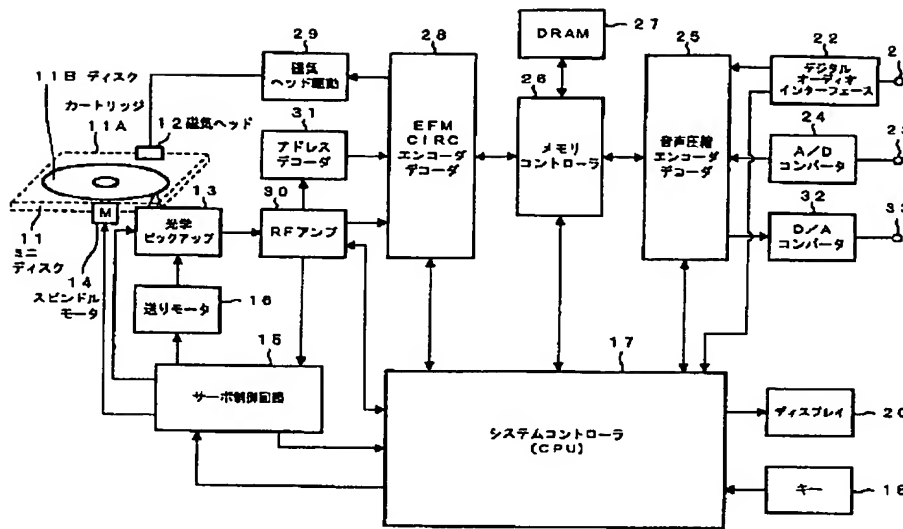 29
28
DRAM
27
25
22
11B ディスク
磁気
ヘッド駆動
26
デジタル
オーディオ
インターフェース
カートリッジ
11A
12 磁気ヘッド
31
EFM
CIRC
エンコーダ
デコーダ
メモリ
コントローラ
音声圧縮
エンコーダ
デコーダ
24
アドレス
デコーダ
A/D
コンバータ
13
30
32
M
光学
ピックアップ
RFアンプ
D/A
コンバータ
11
ミニ
ディスク
14
スピンドル
モータ
送りモータ
16
15
17
サーボ制御回路
システムコントローラ
(CPU)
ディスプレイ
20
キー